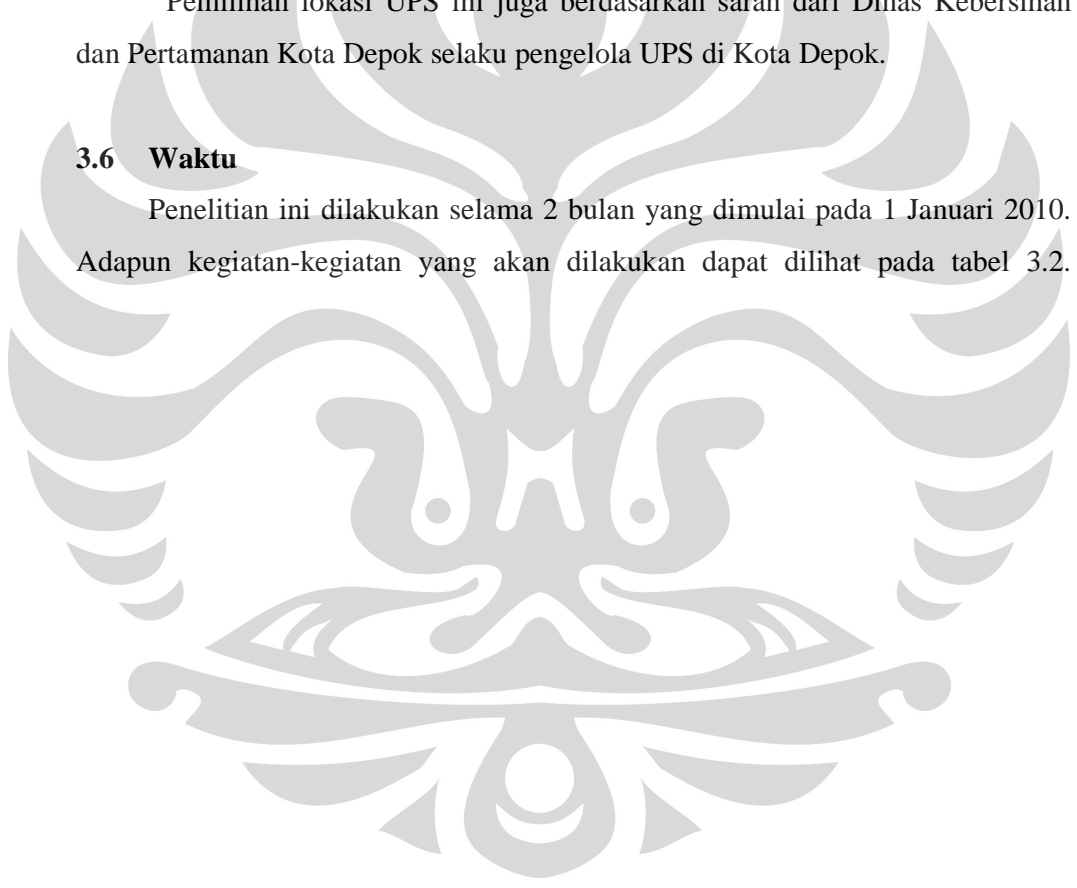 Pemilihan lokasi UPS ini juga berdasarkan saran dari Dinas Kebersihan
dan Pertamanan Kota Depok selaku pengelola UPS di Kota Depok.
3.6 Waktu
Penelitian ini dilakukan selama 2 bulan yang dimulai pada 1 Januari 2010.
Adapun kegiatan-kegiatan yang akan dilakukan dapat dilihat pada tabel 3.2.